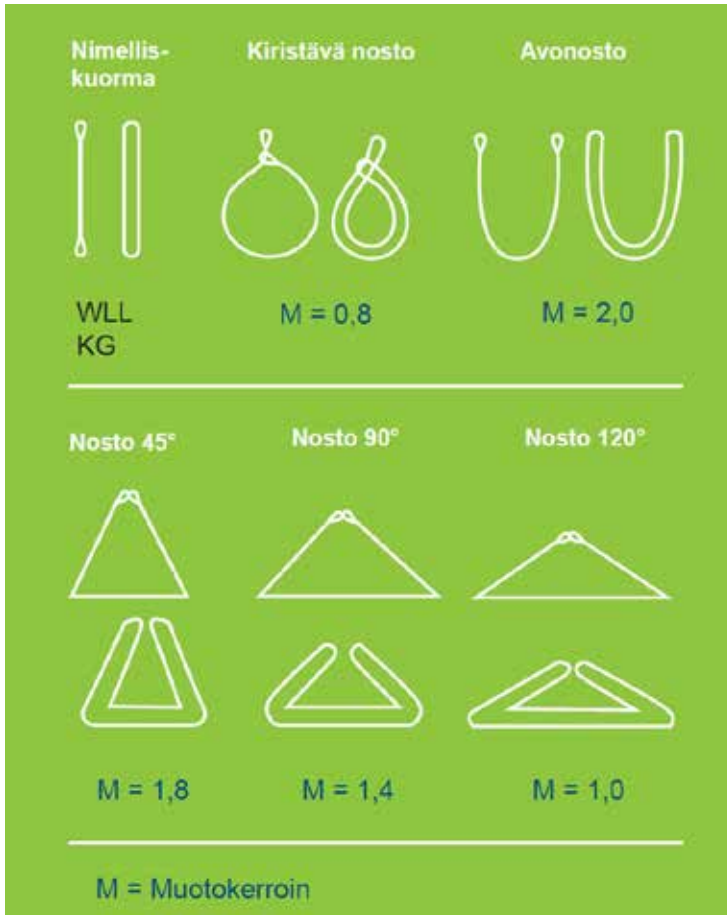 Nimellis-
kuorma
Kiristävä nosto
Avonosto
WLL
KG
M = 0,8
M = 2,0
Nosto 45°
Nosto 90°
Nosto 120°
M = 1,8
M = 1,4
M = 1,0
M = Muotokerroin